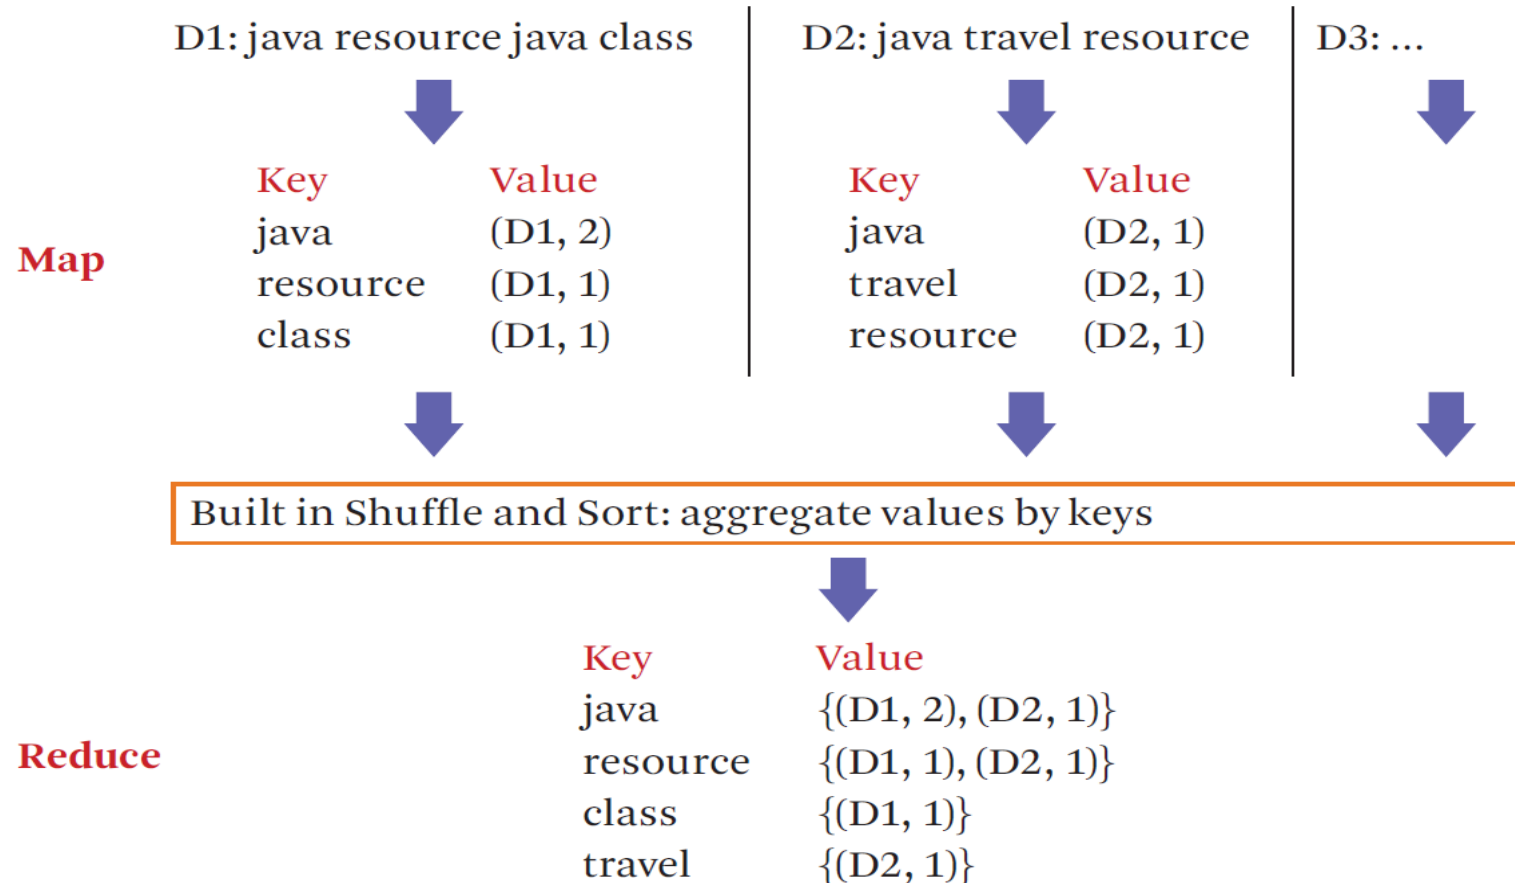 D1: java resource java class
D2: java travel resource
D3: ...
Map
Key Value
java (D1, 2)
resource (D1, 1)
class (D1, 1)
Key Value
java (D2, 1)
travel (D2, 1)
resource (D2, 1)
Built in Shuffle and Sort: aggregate values by keys
Reduce
Key Value
java {(D1, 2), (D2, 1)}
resource {(D1, 1), (D2, 1)}
class {(D1, 1)}
travel {(D2, 1)}